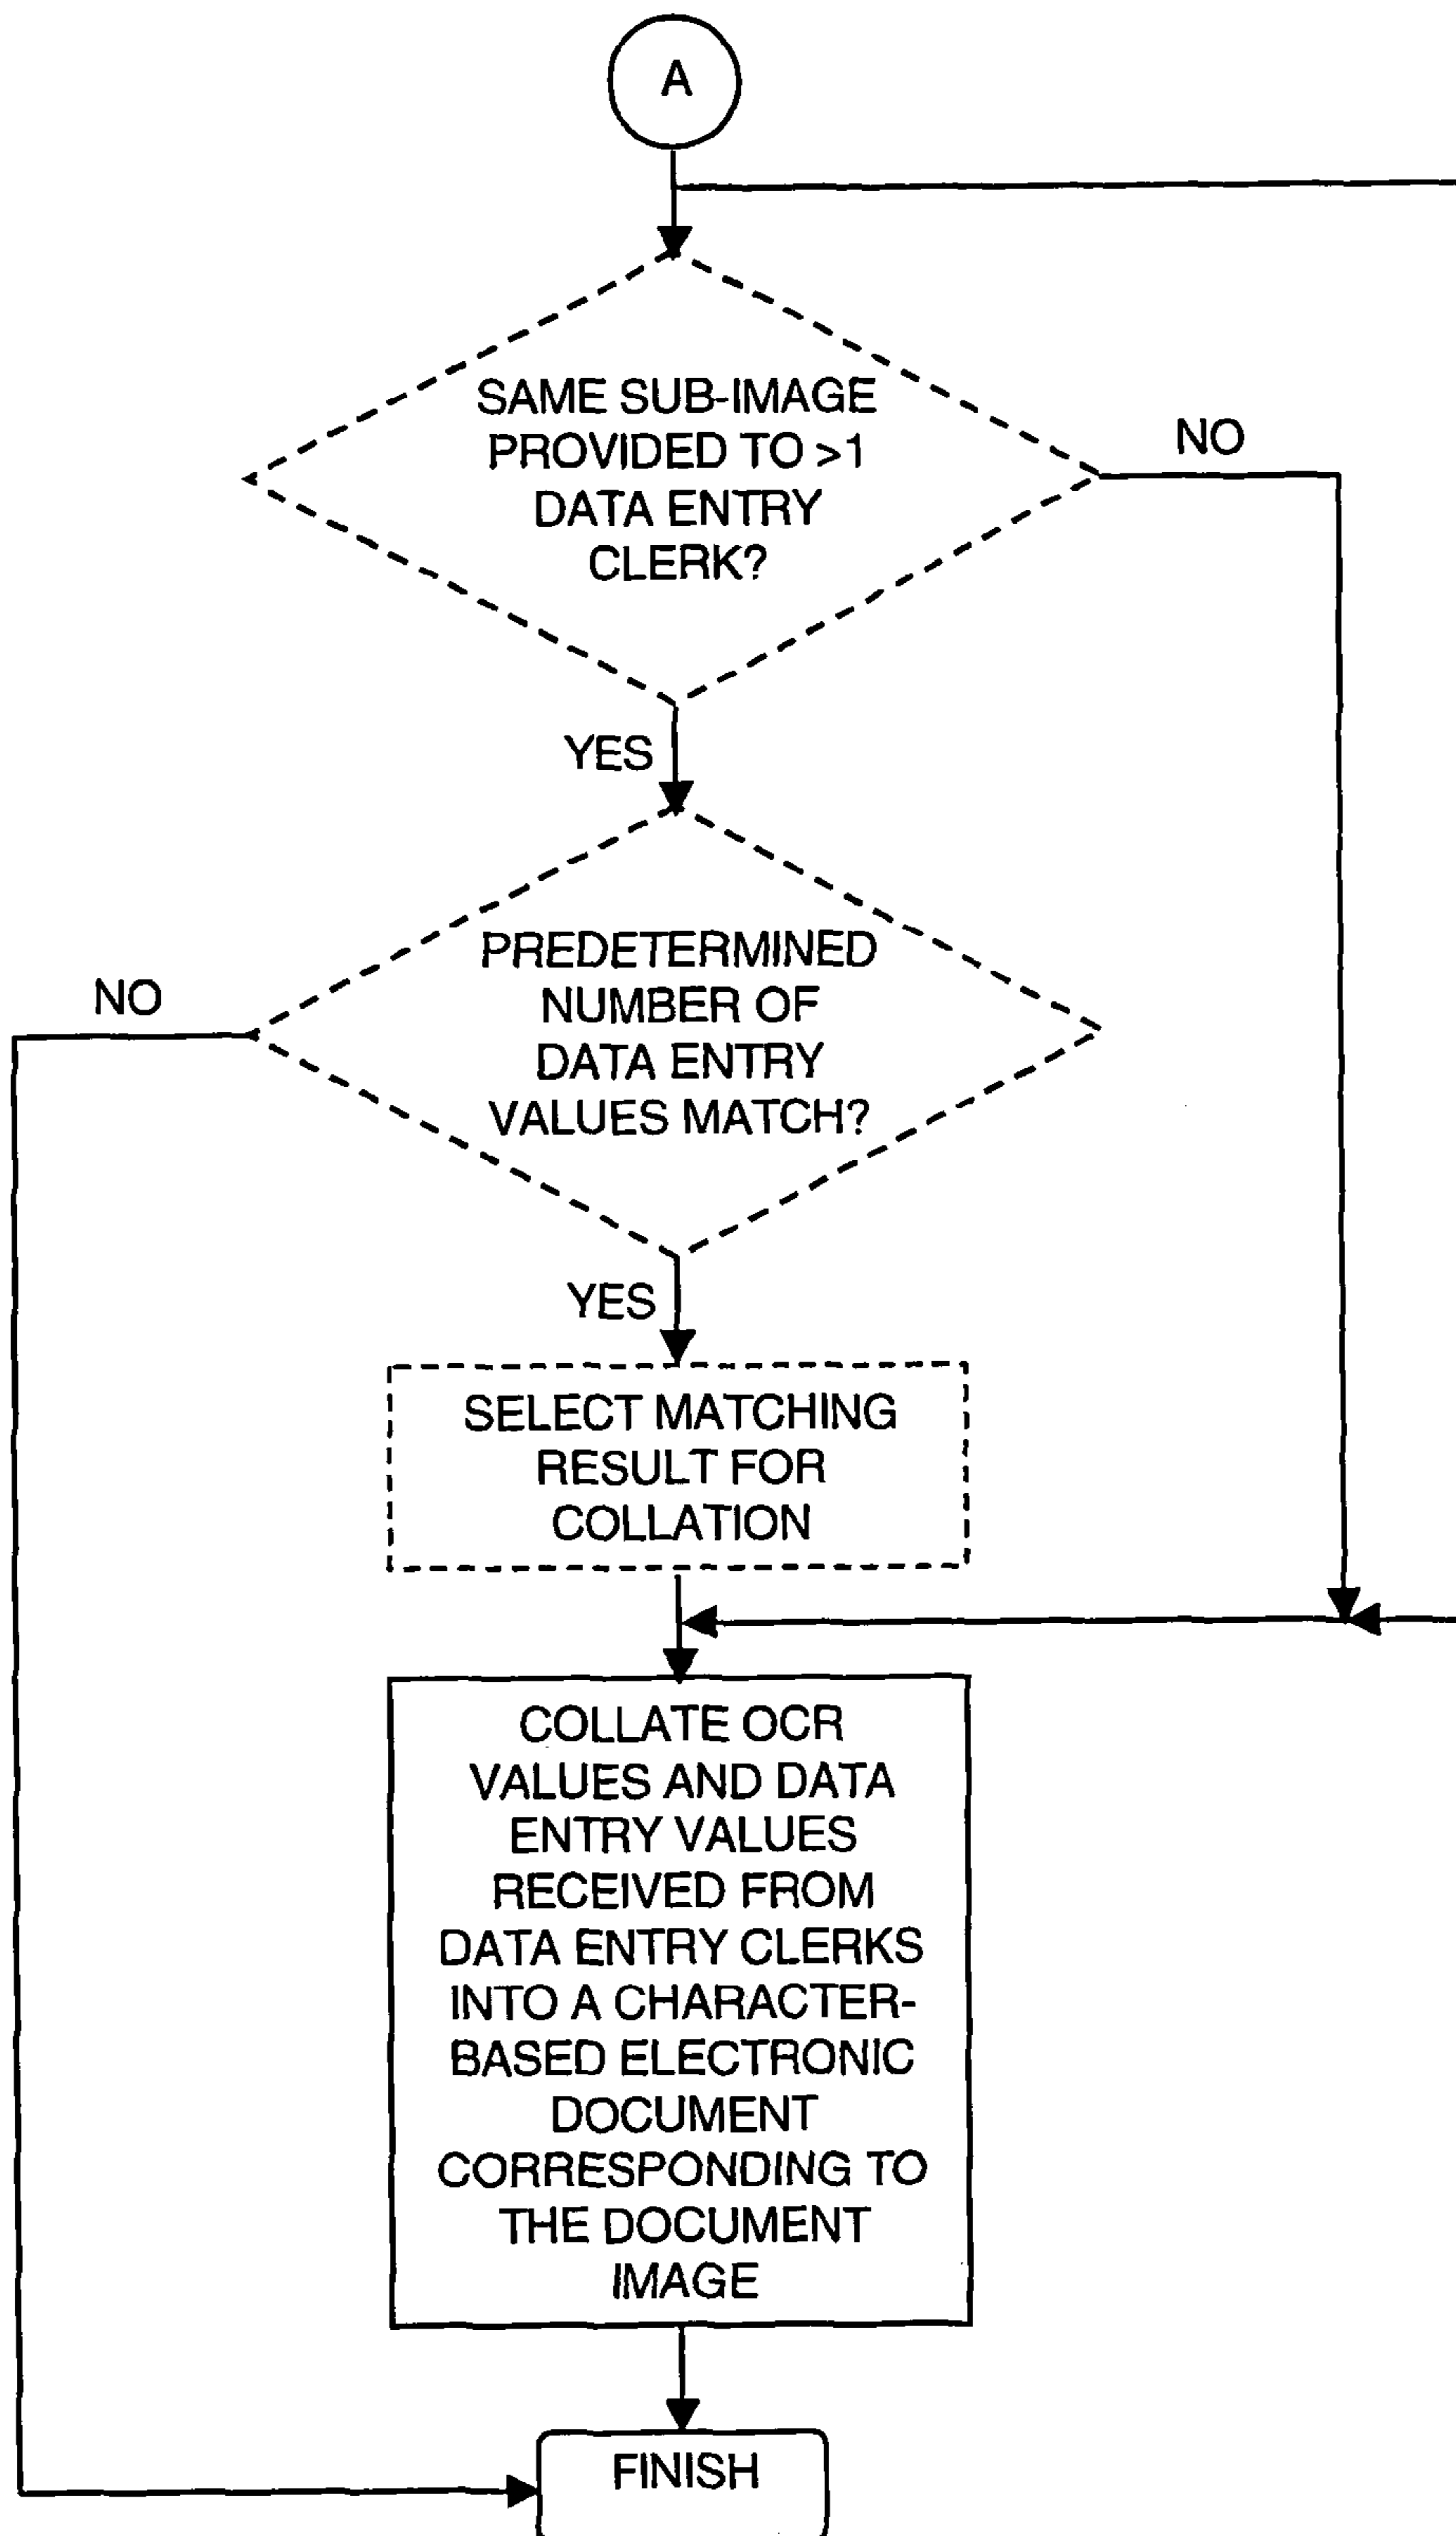 A
SAME SUB-IMAGE
PROVIDED TO >1
DATA ENTRY
CLERK?
NO
YES
PREDETERMINED
NUMBER OF
DATA ENTRY
VALUES MATCH?
NO
YES
SELECT MATCHING
RESULT FOR
COLLATION
COLLATE OCR
VALUES AND DATA
ENTRY VALUES
RECEIVED FROM
DATA ENTRY CLERKS
INTO A CHARACTER-
BASED ELECTRONIC
DOCUMENT
CORRESPONDING TO
THE DOCUMENT
IMAGE
FINISH